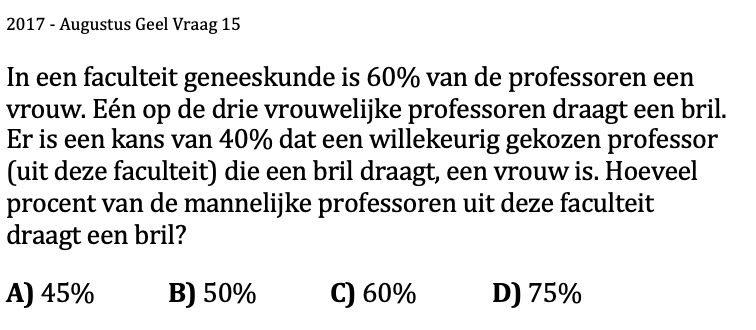 2017 - Augustus Geel Vraag 15
In een faculteit geneeskunde is 60% van de professoren een
vrouw. Eén op de drie vrouwelijke professoren draagt een bril.
Er is een kans van 40% dat een willekeurig gekozen professor
(uit deze faculteit) die een bril draagt, een vrouw is. Hoeveel
procent van de mannelijke professoren uit deze faculteit
draagt een bril?
A) 45% B) 50% C) 60% D) 75%